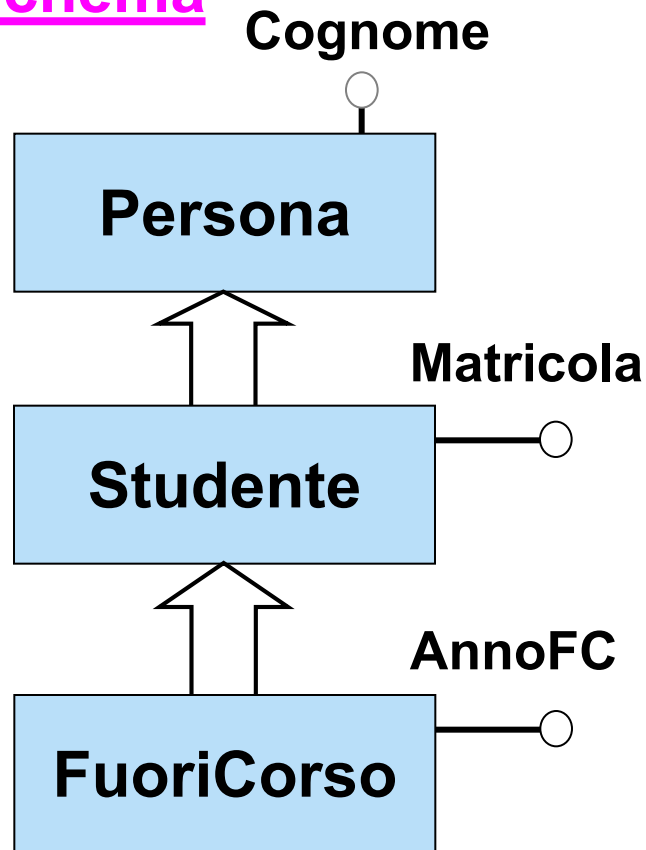 Cognome
Persona
Matricola
Studente
AnnoFC
FuoriCorso